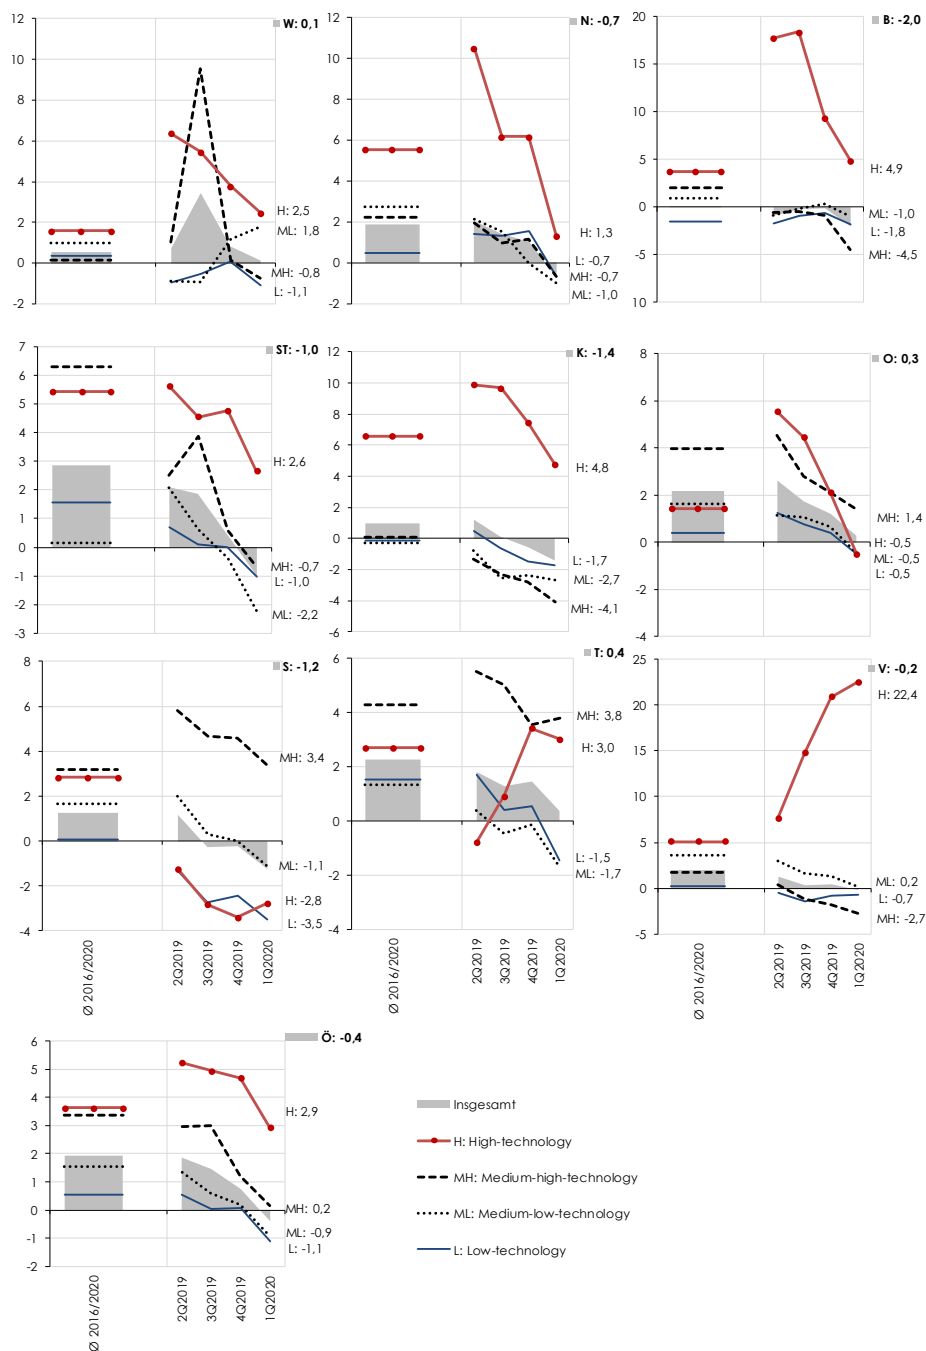 W: 0,1
12
10
8
6
4
2
0
-2
H: 2,5
ML: 1,8
MH: -0,8
L: -1,1
N: -0,7
12
10
8
6
4
2
0
-2
H: 1,3
L: -0,7
MH: -0,7
ML: -1,0
B: -2,0
20
15
10
5
0
-5
10
H: 4,9
ML: -1,0
L: -1,8
MH: -4,5
ST: -1,0
7
6
5
4
3
2
1
0
-1
-2
-3
H: 2,6
MH: -0,7
L: -1,0
ML: -2,2
K: -1,4
12
10
8
6
4
2
0
-2
-4
-6
H: 4,8
L: -1,7
ML: -2,7
MH: -4,1
O: 0,3
8
6
4
2
0
-2
-4
MH: 1,4
H: -0,5
ML: -0,5
L: -0,5
S: -1,2
8
6
4
2
0
-2
-4
MH: 3,4
ML: -1,1
H: -2,8
L: -3,5
Ø 2016/2020
2Q2019
3Q2019
4Q2019
1Q2020
T: 0,4
6
4
2
0
-2
-4
MH: 3,8
H: 3,0
L: -1,5
ML: -1,7
Ø 2016/2020
2Q2019
3Q2019
4Q2019
1Q2020
V: -0,2
25
20
15
10
5
0
-5
H: 22,4
ML: 0,2
L: -0,7
MH: -2,7
Ø 2016/2020
2Q2019
3Q2019
4Q2019
1Q2020
Ö: -0,4
6
5
4
3
2
1
0
-1
-2
H: 2,9
MH: 0,2
ML: -0,9
L: -1,1
Ø 2016/2020
2Q2019
3Q2019
4Q2019
1Q2020
Insgesamt
H: High-technology
MH: Medium-high-technology
ML: Medium-low-technology
L: Low-technology